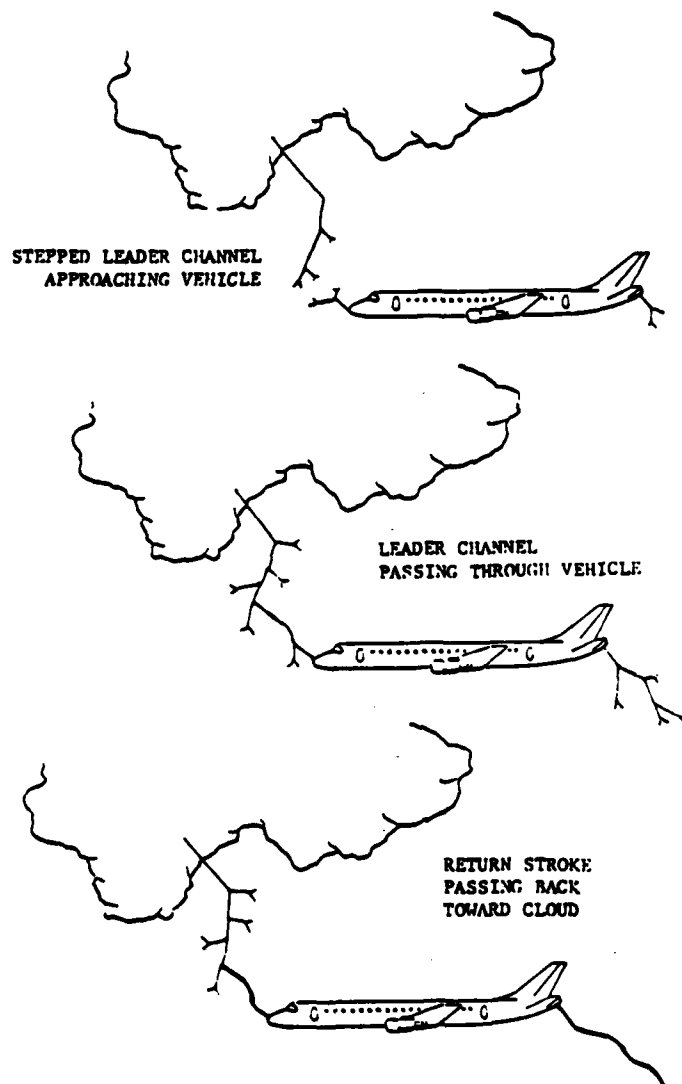 STEPPED LEADER CHANNEL
APPROACHING VEHICLE
LEADER CHANNEL
PASSING THROUGH VEHICLE
RETURN STROKE
PASSING BACK
TOWARD CLOUD